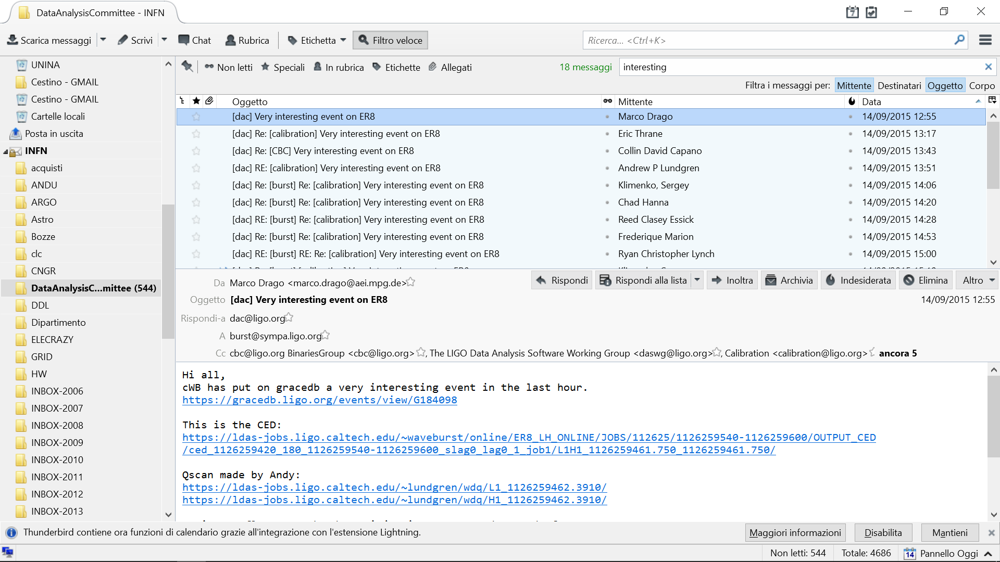 DataAnalysisCommittee - INFN
7
Scarica messaggi Scrivi Chat Rubrica Etichetta Filtro veloce Ricerca... <Ctrl+K>
UNINA
Cestino - GMAIL
Cestino - GMAIL
Cartelle locali
Posta in uscita
INFN
acquisti
ANDU
ARGO
Astro
Bozze
clc
CNGR
DataAnalysisC...mittee (544)
DDL
Dipartimento
ELECRAZY
GRID
HW
INBOX-2006
INBOX-2007
INBOX-2008
INBOX-2009
INBOX-2010
INBOX-2011
INBOX-2012
INBOX-2013
Non letti Speciali In rubrica Etichette Allegati 18 messaggi interesting
Filtra i messaggi per: Mittente Destinatari Oggetto Corpo
Oggetto Mittente Data
[dac] Very interesting event on ER8 Marco Drago 14/09/2015 12:55
[dac] Re: [calibration] Very interesting event on ER8 Eric Thrane 14/09/2015 13:17
[dac] Re: [CBC] Very interesting event on ER8 Collin David Capano 14/09/2015 13:43
[dac] RE: [calibration] Very interesting event on ER8 Andrew P Lundgren 14/09/2015 13:51
[dac] Re: [burst] Re: [calibration] Very interesting event on ER8 Klimenko, Sergey 14/09/2015 14:06
[dac] Re: [burst] Re: [calibration] Very interesting event on ER8 Chad Hanna 14/09/2015 14:20
[dac] RE: [burst] Re: [calibration] Very interesting event on ER8 Reed Clasey Essick 14/09/2015 14:28
[dac] Re: [burst] Re: [calibration] Very interesting event on ER8 Frederique Marion 14/09/2015 14:53
[dac] RE: [burst] RE: Re: [calibration] Very interesting event on ER8 Ryan Christopher Lynch 14/09/2015 15:00
Da Marco Drago <marco.drago@aei.mpg.de> Rispondi Rispondi alla lista Inoltra Archivia Indesiderata Elimina Altro
Oggetto [dac] Very interesting event on ER8 14/09/2015 12:55
Rispondi-a dac@ligo.org
A burst@sympa.ligo.org
Cc cbc@ligo.org BinariesGroup <cbc@ligo.org>, The LIGO Data Analysis Software Working Group <daswg@ligo.org>, Calibration <calibration@ligo.org> ancora 5
Hi all,
cWB has put on gracedb a very interesting event in the last hour.
https://gracedb.ligo.org/events/view/G184098
This is the CED:
https://ldas-jobs.ligo.caltech.edu/~waveburst/online/ER8_LH_ONLINE/JOBS/112625/1126259540-1126259600/OUTPUT_CED
/ced_1126259420_180_1126259540-1126259600_slag0_lag0_1_job1/L1H1_1126259461.750_1126259461.750/
Qscan made by Andy:
https://ldas-jobs.ligo.caltech.edu/~lundgren/wdq/L1_1126259462.3910/
https://ldas-jobs.ligo.caltech.edu/~lundgren/wdq/H1_1126259462.3910/
Thunderbird contiene ora funzioni di calendario grazie all'integrazione con l'estensione Lightning. Maggiori informazioni Disabilita Mantieni
Non letti: 544 Totale: 4686 14 Pannello Oggi